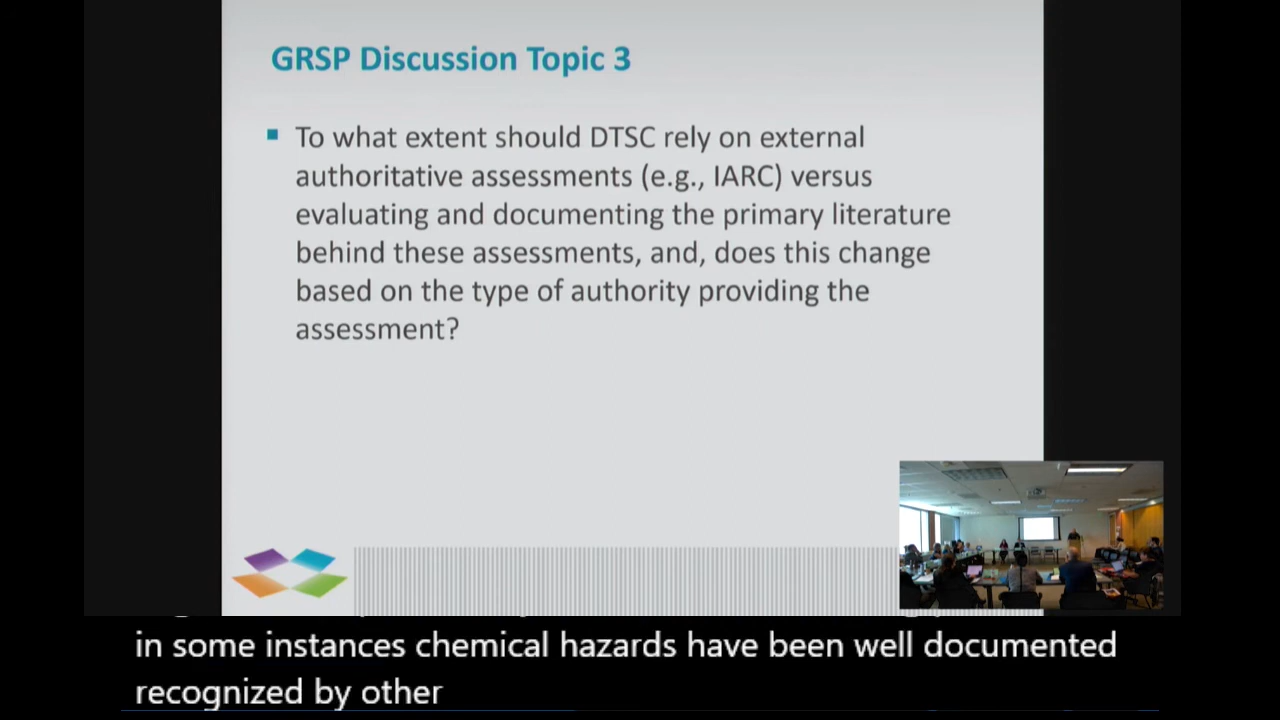 GRSP Discussion Topic 3
To what extent should DTSC rely on external
authoritative assessments (e.g., IARC) versus
evaluating and documenting the primary literature
behind these assessments, and, does this change
based on the type of authority providing the
assessment?
in some instances chemical hazards have been well documented
recognized by other